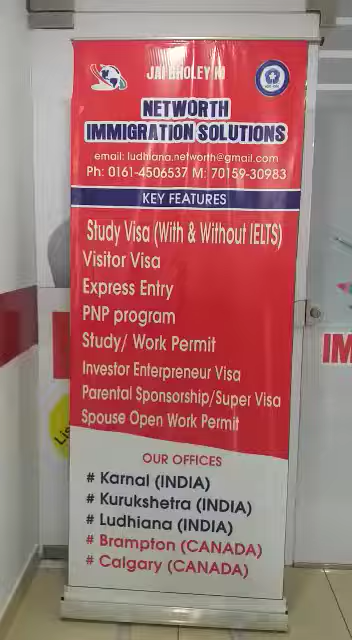 JAI BHOLEY KI
NETWORTH
IMMIGRATION SOLUTIONS
email: ludhiana.networth@gmail.com
Ph: 0161-4506537 M: 70159-30983
KEY FEATURES
Study Visa (With & Without IELTS)
Visitor Visa
Express Entry
PNP program
Study/ Work Permit
Investor Enterpreneur Visa
Parental Sponsorship/Super Visa
Spouse Open Work Permit
OUR OFFICES
# Karnal (INDIA)
# Kurukshetra (INDIA)
# Ludhiana (INDIA)
# Brampton (CANADA)
# Calgary (CANADA)
Lis
IM